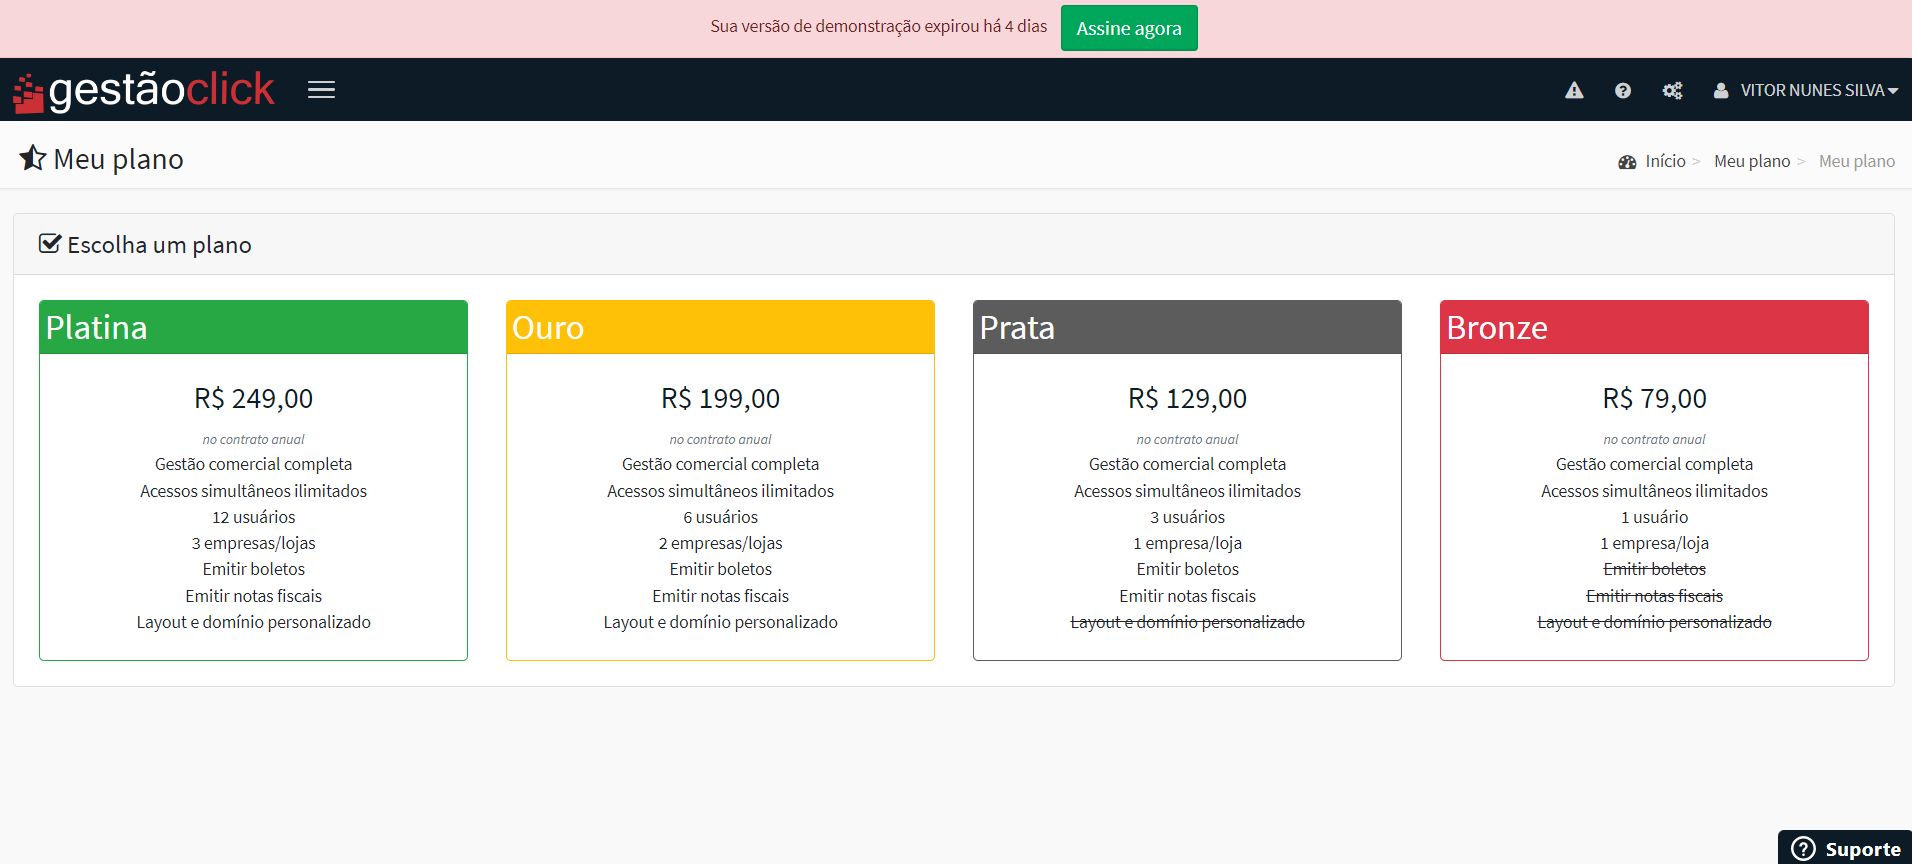 Sua versão de demonstração expirou há 4 dias
Assine agora
gestãoclick
VITOR NUNES SILVA
Meu plano
Início > Meu plano > Meu plano
Escolha um plano
Platina
R$ 249,00
no contrato anual
Gestão comercial completa
Acessos simultâneos ilimitados
12 usuários
3 empresas/lojas
Emitir boletos
Emitir notas fiscais
Layout e domínio personalizado
Ouro
R$ 199,00
no contrato anual
Gestão comercial completa
Acessos simultâneos ilimitados
6 usuários
2 empresas/lojas
Emitir boletos
Emitir notas fiscais
Layout e domínio personalizado
Prata
R$ 129,00
no contrato anual
Gestão comercial completa
Acessos simultâneos ilimitados
3 usuários
1 empresa/loja
Emitir boletos
Emitir notas fiscais
Layout e domínio personalizado
Bronze
R$ 79,00
no contrato anual
Gestão comercial completa
Acessos simultâneos ilimitados
1 usuário
1 empresa/loja
Emitir boletos
Emitir notas fiscais
Layout e domínio personalizado
Suporte